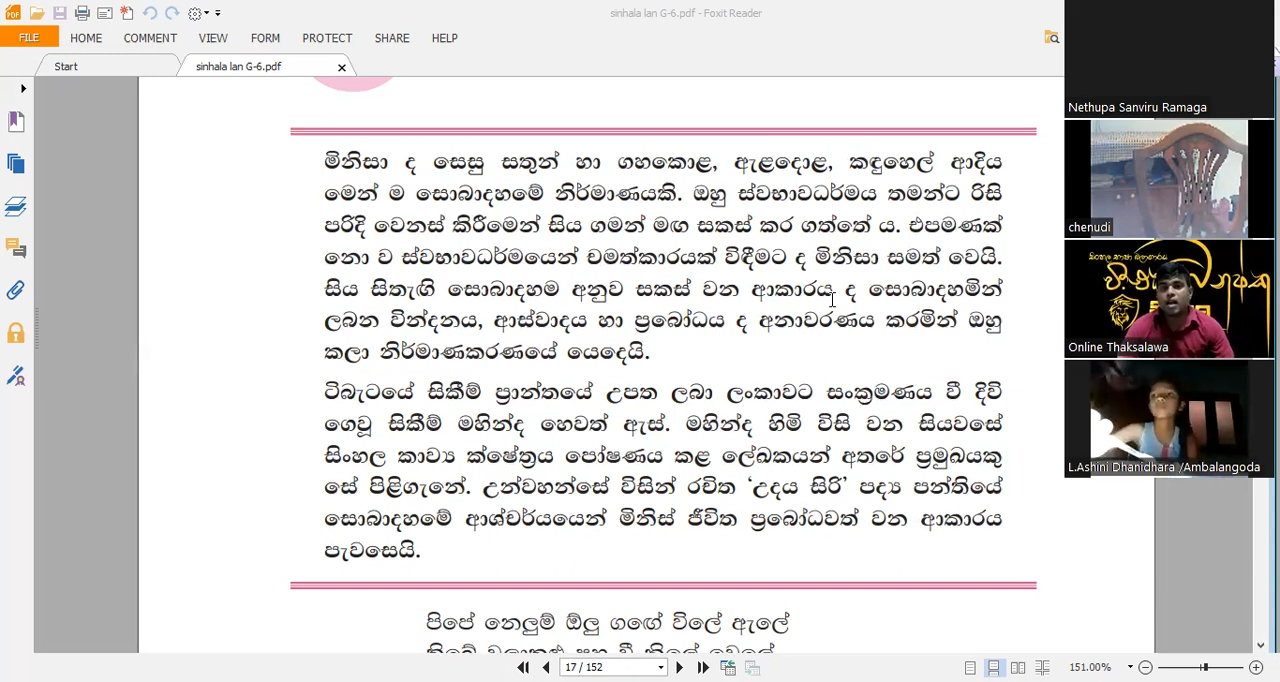 sinhala lan G-6.pdf - Foxit Reader
FILE HOME COMMENT VIEW FORM PROTECT SHARE HELP
Start sinhala lan G-6.pdf
මිනිසා ද සෙසු සතුන් හා ගහකොළ, ඇළදොළ, කඳුහෙල් ආදිය
මෙන් ම සොබාදහමේ නිර්මාණයකි. ඔහු ස්වභාවධර්මය තමන්ට රිසි
පරිදි වෙනස් කිරීමෙන් සිය ගමන් මඟ සකස් කර ගත්තේ ය. එපමණක්
නො ව ස්වභාවධර්මයෙන් චමත්කාරයක් විඳීමට ද මිනිසා සමත් වෙයි.
සිය සිතැඟි සොබාදහම අනුව සකස් වන ආකාරය ද සොබාදහමින්
ලබන වින්දනය, ආස්වාදය හා ප්‍රබෝධය ද අනාවරණය කරමින් ඔහු
කලා නිර්මාණකරණයේ යෙදෙයි.
ටිබැටයේ සිකීම් ප්‍රාන්තයේ උපත ලබා ලංකාවට සංක්‍රමණය වී දිවි
ගෙවූ සිකීම් මහින්ද හෙවත් ඇස්. මහින්ද හිමි විසි වන සියවසේ
සිංහල කාව්‍ය ක්ෂේත්‍රය පෝෂණය කළ ලේඛකයන් අතරේ ප්‍රමුඛයකු
සේ පිළිගැනේ. උන්වහන්සේ විසින් රචිත ‘උදය සිරි’ පද්‍ය පන්තියේ
සොබාදහමේ ආශ්චර්යයෙන් මිනිස් ජීවිත ප්‍රබෝධවත් වන ආකාරය
පැවසෙයි.
පිපේ නෙලුම් ඕලු ගඟේ විලේ ඇලේ
Nethupa Sanviru Ramaga
chenudi
Online Thaksalawa
L.Ashini Dhanidhara /Ambalangoda
17 / 152
151.00%